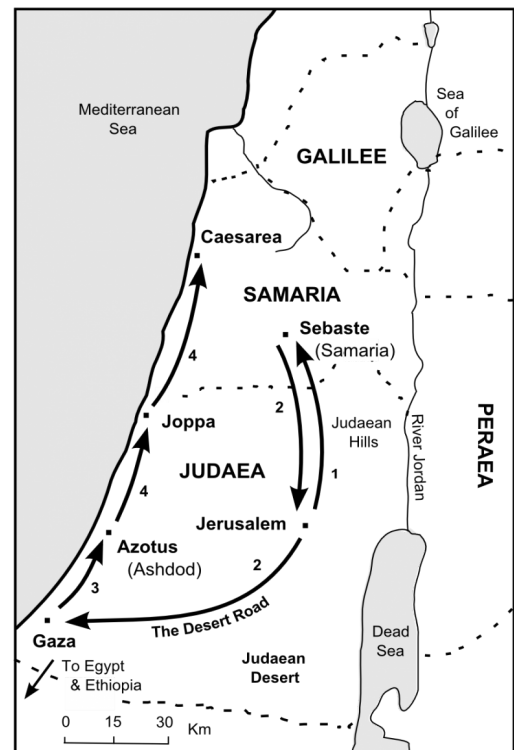 Mediterranean
Sea
Sea
of
Galilee
GALILEE
Caesarea
SAMARIA
Sebaste
(Samaria)
4
2
Judaean
Hills
1
River Jordan
PERAEA
Joppa
JUDAEA
4
Jerusalem
Azotus
(Ashdod)
2
3
The Desert Road
Gaza
Dead
Sea
To Egypt
& Ethiopia
Judaean
Desert
0 15 30
Km